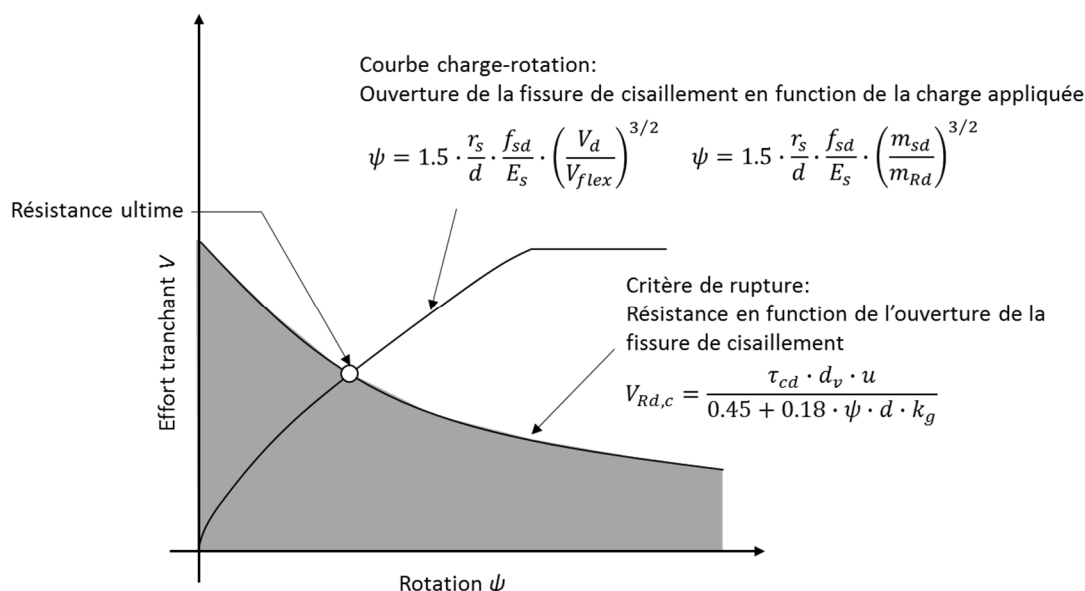 Courbe charge-rotation:
Ouverture de la fissure de cisaillement en function de la charge appliquée
ψ = 1.5 · r_s/d · f_sd/E_s · (V_d/V_flex)^{3/2}   ψ = 1.5 · r_s/d · f_sd/E_s · (m_sd/m_Rd)^{3/2}
Résistance ultime
Effort tranchant V
Critère de rupture:
Résistance en fonction de l'ouverture de la
fissure de cisaillement
V_{Rd,c} = τ_cd · d_v · u / (0.45 + 0.18 · ψ · d · k_g)
Rotation ψ